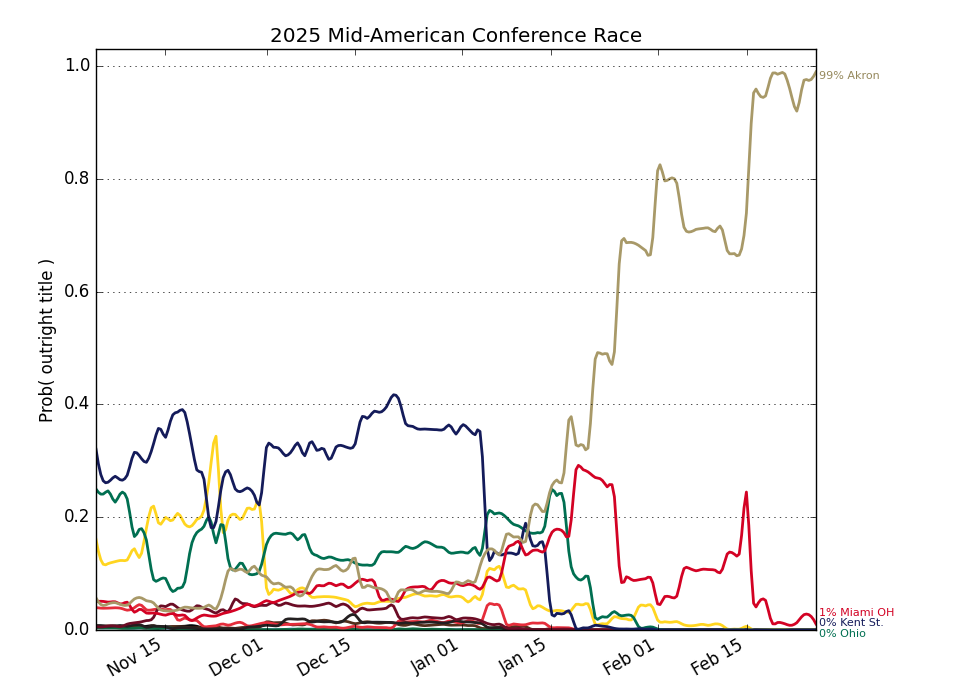 2025 Mid-American Conference Race
1.0
0.8
0.6
0.4
0.2
0.0
Prob( outright title )
99% Akron
1% Miami OH
0% Kent St.
0% Ohio
Nov 15
Dec 01
Dec 15
Jan 01
Jan 15
Feb 01
Feb 15